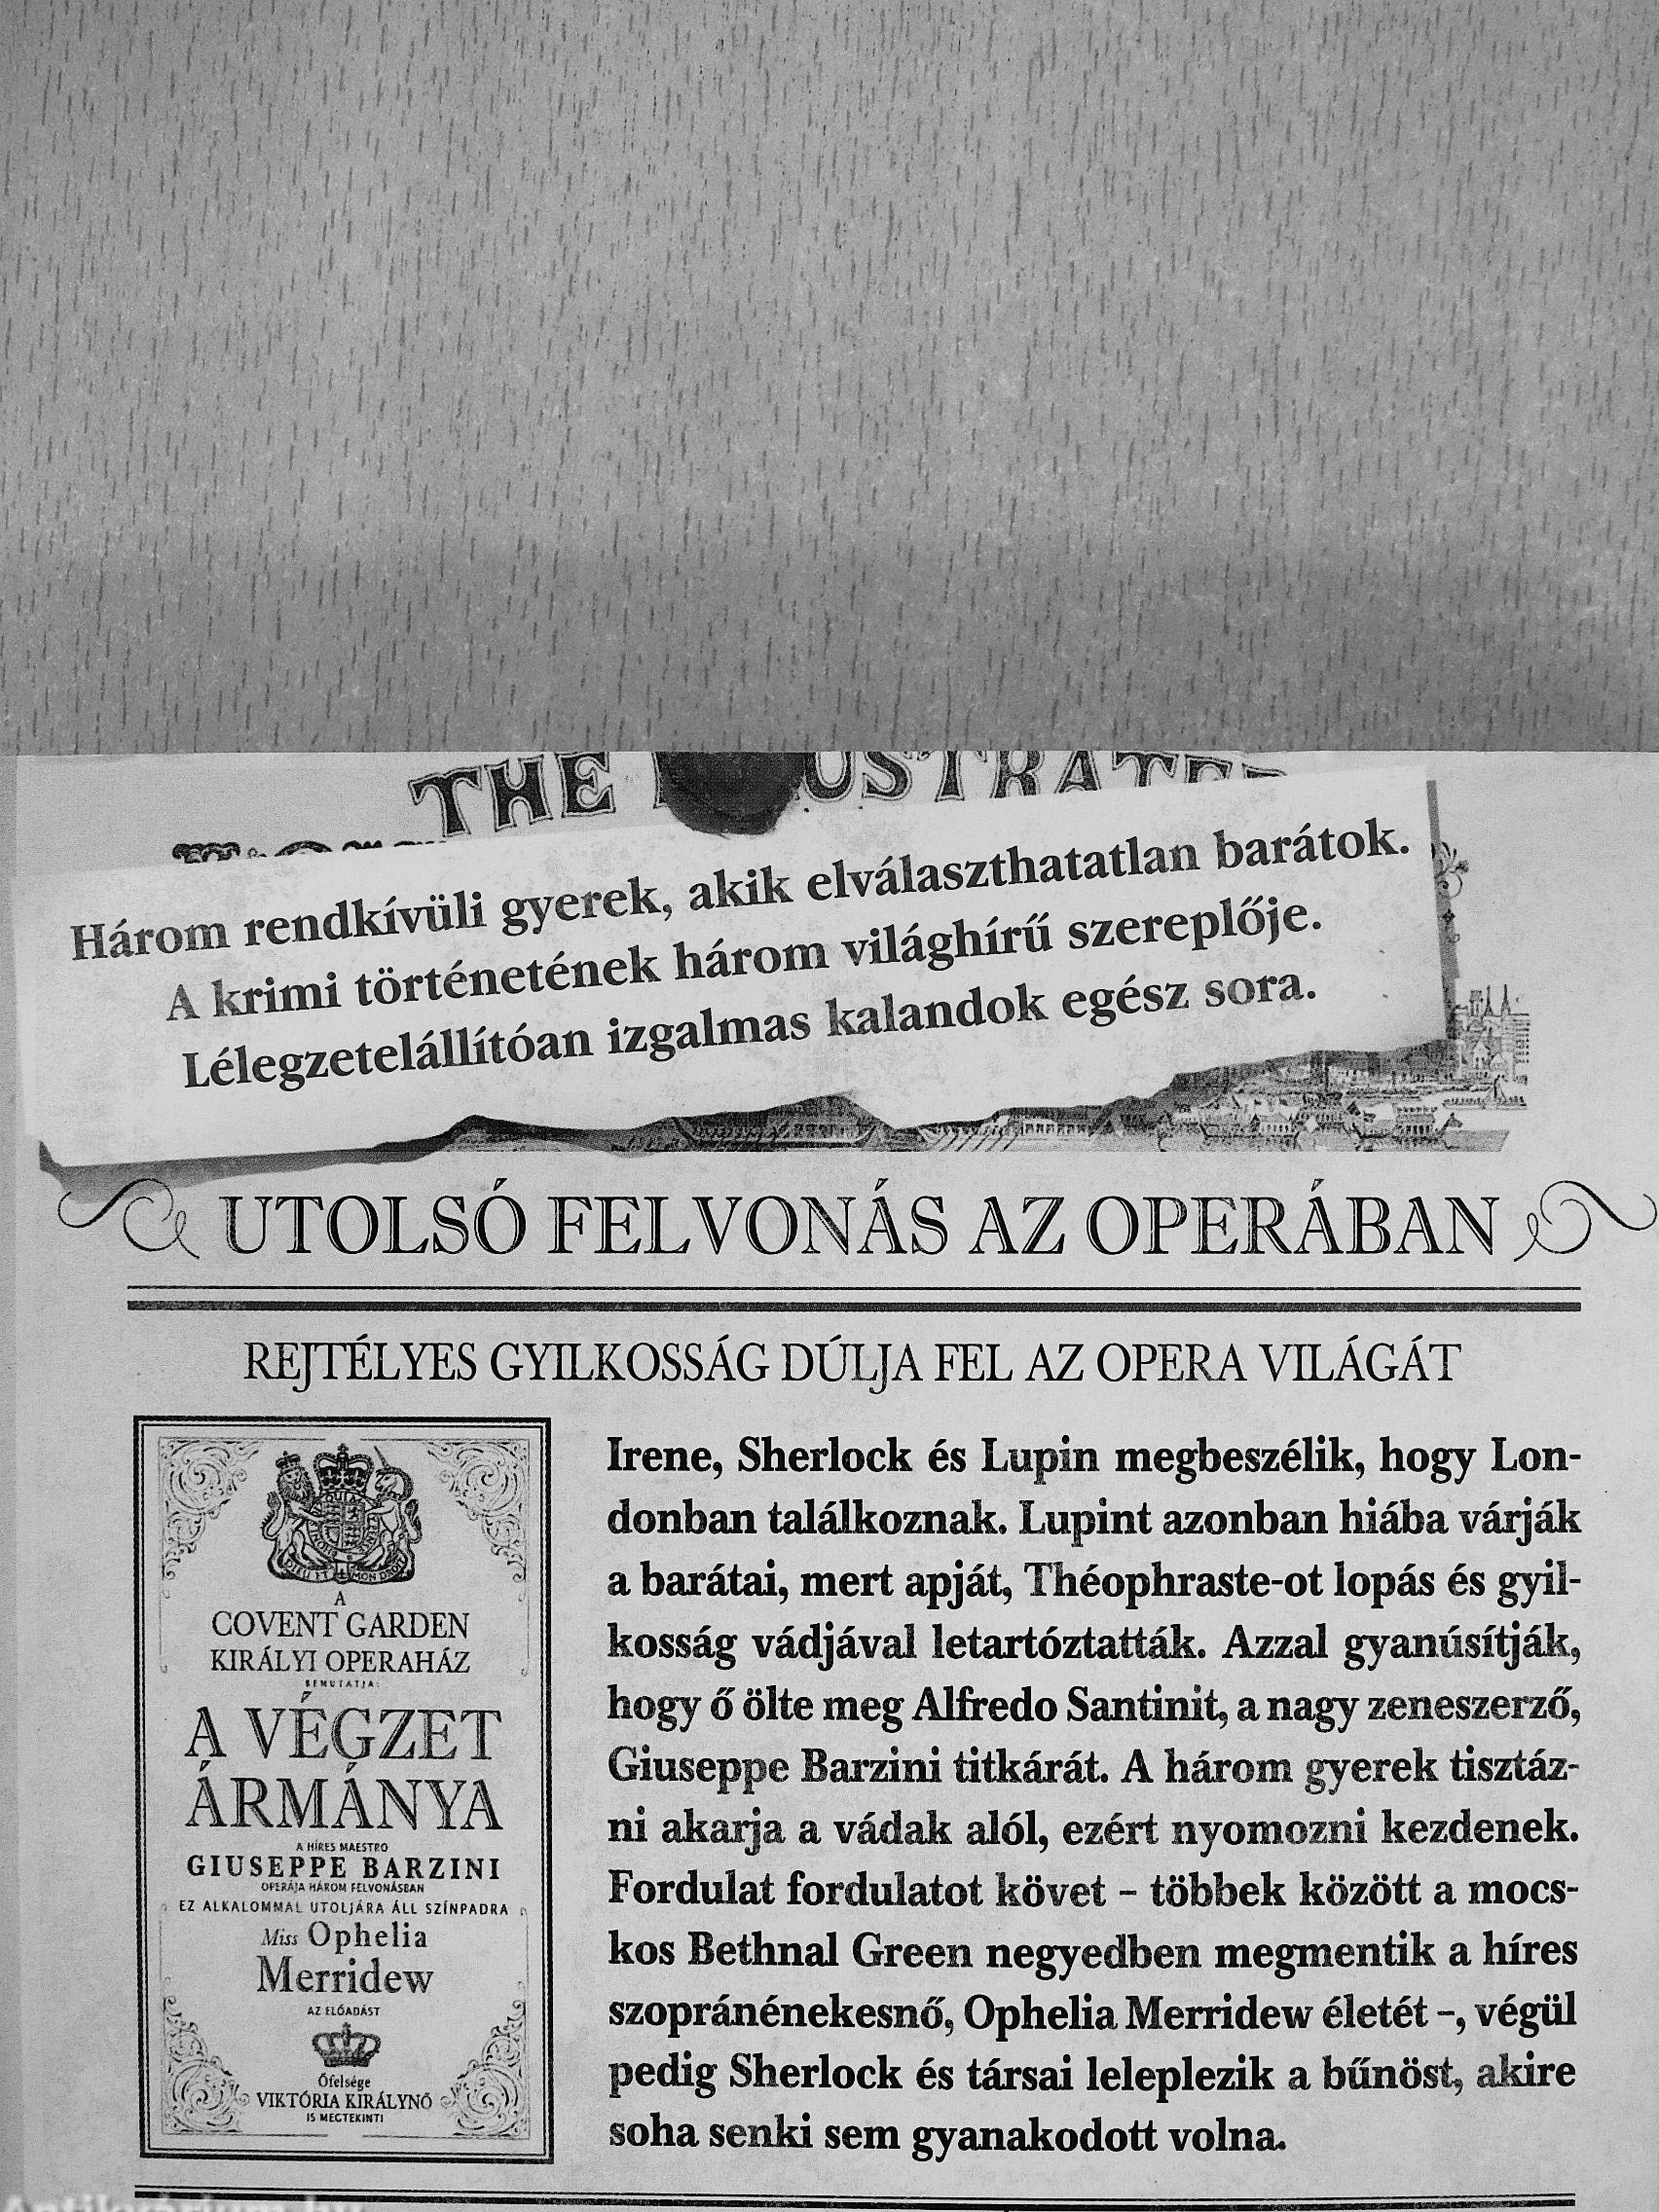 THE ILLUSTRATED
Három rendkívüli gyerek, akik elválaszthatatlan barátok.
A krimi történetének három világhírű szereplője.
Lélegzetelállítóan izgalmas kalandok egész sora.
UTOLSÓ FELVONÁS AZ OPERÁBAN
REJTÉLYES GYILKOSSÁG DÚLJA FEL AZ OPERA VILÁGÁT
DIEU ET MON DROIT
A
COVENT GARDEN
KIRÁLYI OPERAHÁZ
BEMUTATJA:
A VÉGZET
ÁRMÁNYA
A HÍRES MAESTRO
GIUSEPPE BARZINI
OPERÁJA HÁROM FELVONÁSBAN
EZ ALKALOMMAL UTOLJÁRA ÁLL SZÍNPADRA
Miss Ophelia
Merridew
AZ ELŐADÁST
Őfelsége
VIKTÓRIA KIRÁLYNŐ
IS MEGTEKINTI
Irene, Sherlock és Lupin megbeszélik, hogy Lon-
donban találkoznak. Lupint azonban hiába várják
a barátai, mert apját, Théophraste-ot lopás és gyil-
kosság vádjával letartóztatták. Azzal gyanúsítják,
hogy ő ölte meg Alfredo Santinit, a nagy zeneszerző,
Giuseppe Barzini titkárát. A három gyerek tisztáz-
ni akarja a vádak alól, ezért nyomozni kezdenek.
Fordulat fordulatot követ – többek között a mocs-
kos Bethnal Green negyedben megmentik a híres
szopránénekesnő, Ophelia Merridew életét –, végül
pedig Sherlock és társai leleplezik a bűnöst, akire
soha senki sem gyanakodott volna.